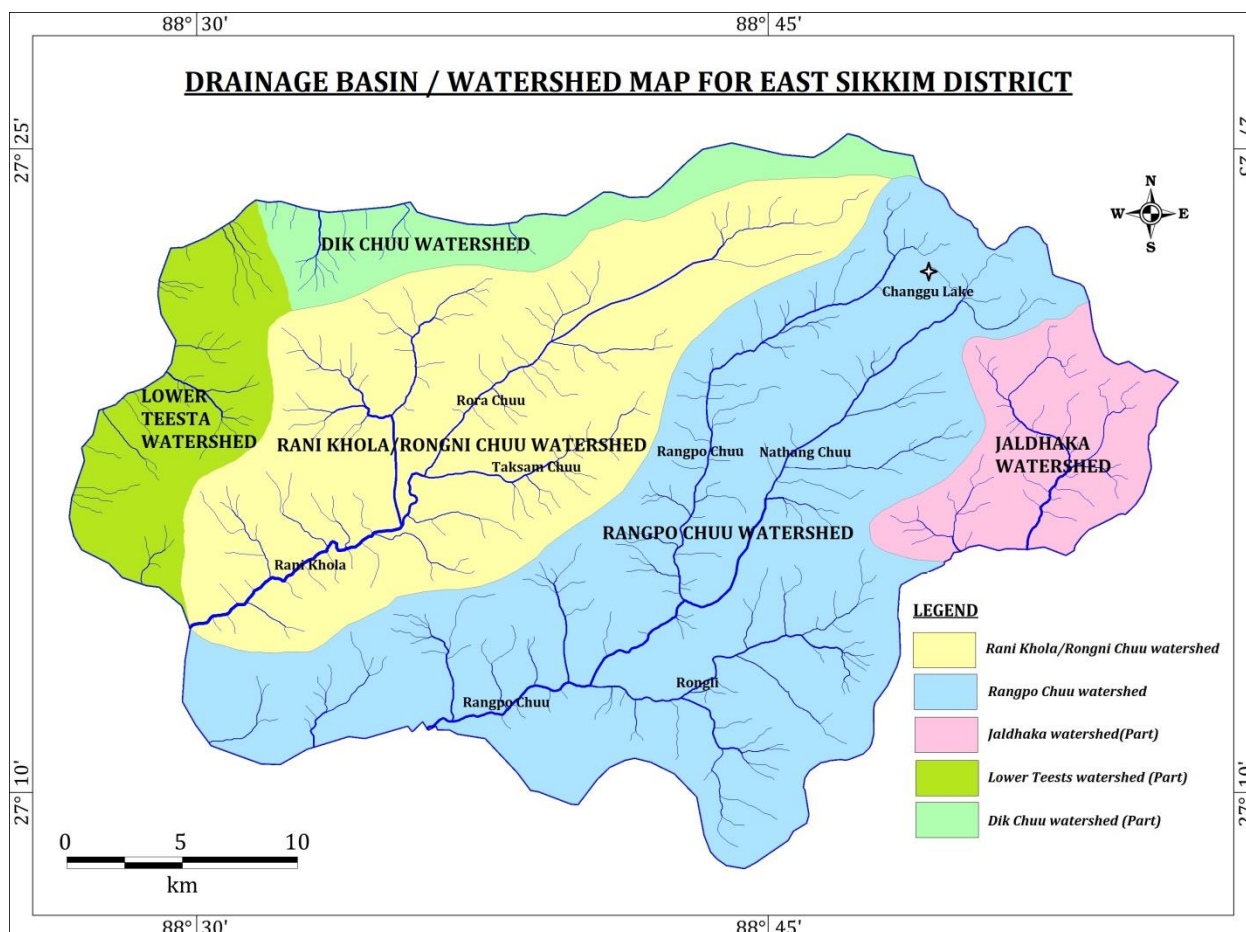 88° 30'
88° 45'
DRAINAGE BASIN / WATERSHED MAP FOR EAST SIKKIM DISTRICT
27° 25'
N
W
E
S
DIK CHUU WATERSHED
Changgu Lake
LOWER
TEESTA
WATERSHED
Rora Chuu
RANI KHOLA/RONGNI CHUU WATERSHED
Taksam Chuu
Rangpo Chuu
Nathang Chuu
JALDHAKA
WATERSHED
RANGPO CHUU WATERSHED
Rani Khola
Rongli
Rangpo Chuu
LEGEND
Rani Khola/Rongni Chuu watershed
Rangpo Chuu watershed
Jaldhaka watershed(Part)
Lower Teests watershed (Part)
Dik Chuu watershed (Part)
27° 10'
0
5
10
km
88° 30'
88° 45'